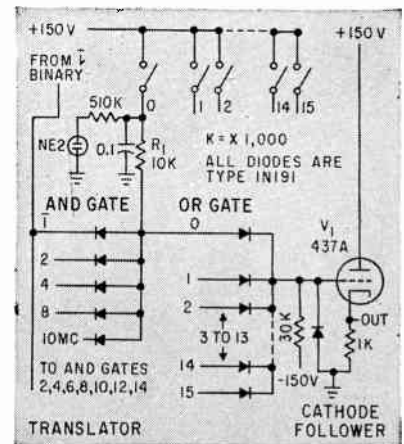 +150V
+150 V
FROM 1̅
BINARY
510K
0
1
2
14
15
NE2
0.1
R1
10K
K = X 1,000
ALL DIODES ARE
TYPE IN191
AND GATE
OR GATE
1̅
0
V1
437A
2
1
4
2
OUT
8
3 TO 13
30K
1K
10MC
14
-150V
TO AND GATES
2,4,6,8,10,12,14
15
TRANSLATOR
CATHODE
FOLLOWER